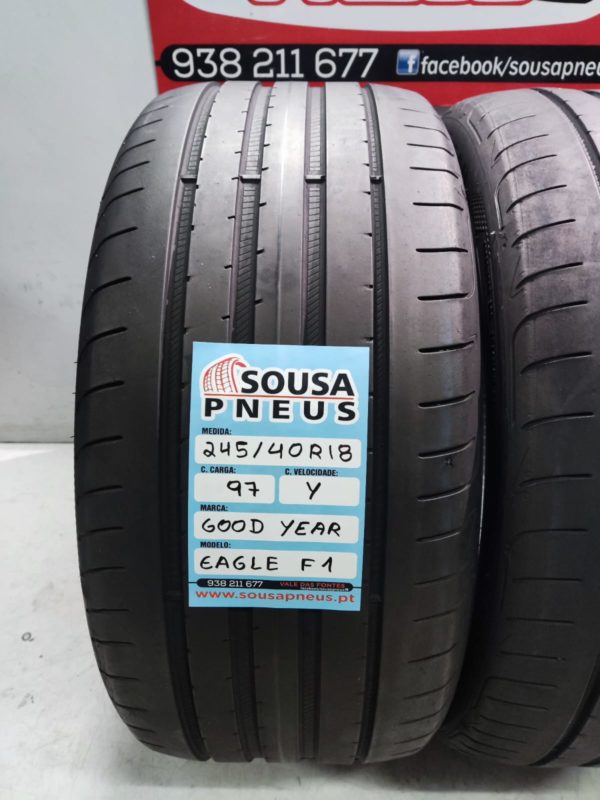 938 211 677 facebook/sousapneu
SOUSA
PNEUS
MEDIDA:
245/40R18
C. CARGA: C. VELOCIDADE:
97 Y
MARCA:
GOOD YEAR
MODELO:
EAGLE F1
938 211 677 VALE DAS FONTES
www.sousapneus.pt